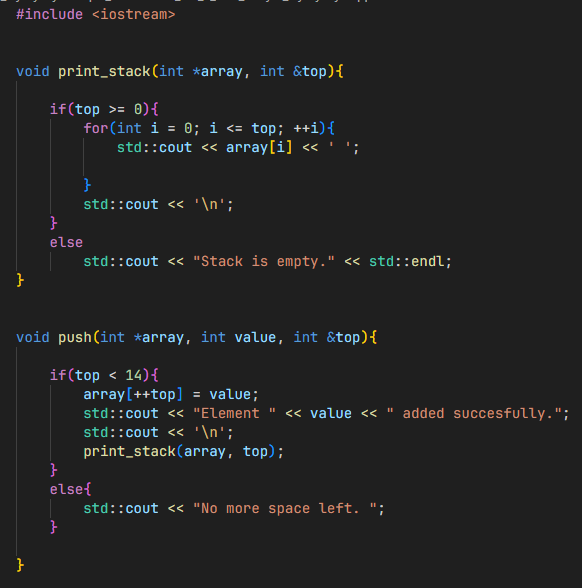 #include <iostream>
void print_stack(int *array, int &top){
if(top >= 0){
for(int i = 0; i <= top; ++i){
std::cout << array[i] << ' ';
}
std::cout << '\n';
}
else
std::cout << "Stack is empty." << std::endl;
}
void push(int *array, int value, int &top){
if(top < 14){
array[++top] = value;
std::cout << "Element " << value << " added succesfully.";
std::cout << '\n';
print_stack(array, top);
}
else{
std::cout << "No more space left. ";
}
}